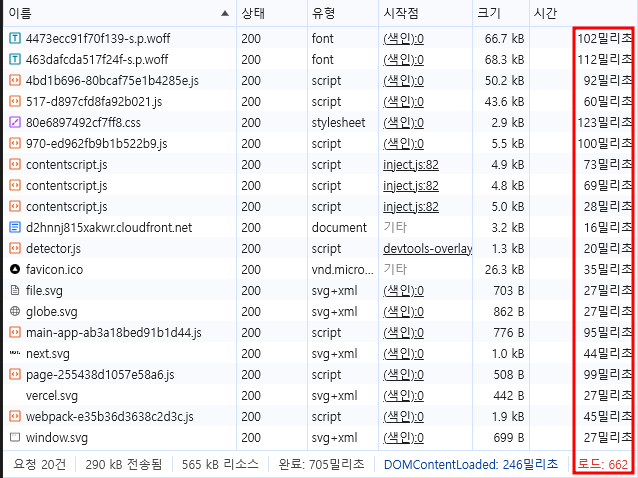 이름 상태 유형 시작점 크기 시간
4473ecc91f70f139-s.p.woff 200 font (색인):0 66.7 kB 102밀리초
463dafcda517f24f-s.p.woff 200 font (색인):0 68.3 kB 112밀리초
4bd1b696-80bcaf75e1b4285e.js 200 script (색인):0 50.2 kB 92밀리초
517-d897cfd8fa92b021.js 200 script (색인):0 43.6 kB 60밀리초
80e6897492cf7ff8.css 200 stylesheet (색인):0 2.9 kB 123밀리초
970-ed962fb9b1b522b9.js 200 script (색인):0 5.5 kB 100밀리초
contentscript.js 200 script inject.js:82 4.9 kB 73밀리초
contentscript.js 200 script inject.js:82 4.8 kB 69밀리초
contentscript.js 200 script inject.js:82 5.0 kB 28밀리초
d2hnnj815xakwr.cloudfront.net 200 document 기타 3.2 kB 16밀리초
detector.js 200 script devtools-overlay 1.3 kB 20밀리초
favicon.ico 200 vnd.micro... 기타 26.3 kB 35밀리초
file.svg 200 svg+xml (색인):0 703 B 27밀리초
globe.svg 200 svg+xml (색인):0 862 B 27밀리초
main-app-ab3a18bed91b1d44.js 200 script (색인):0 776 B 95밀리초
next.svg 200 svg+xml (색인):0 1.0 kB 44밀리초
page-255438d1057e58a6.js 200 script (색인):0 508 B 99밀리초
vercel.svg 200 svg+xml (색인):0 442 B 27밀리초
webpack-e35b36d3638c2d3c.js 200 script (색인):0 1.9 kB 45밀리초
window.svg 200 svg+xml (색인):0 699 B 27밀리초
요청 20건 290 kB 전송됨 565 kB 리소스 완료: 705밀리초 DOMContentLoaded: 246밀리초 로드: 662